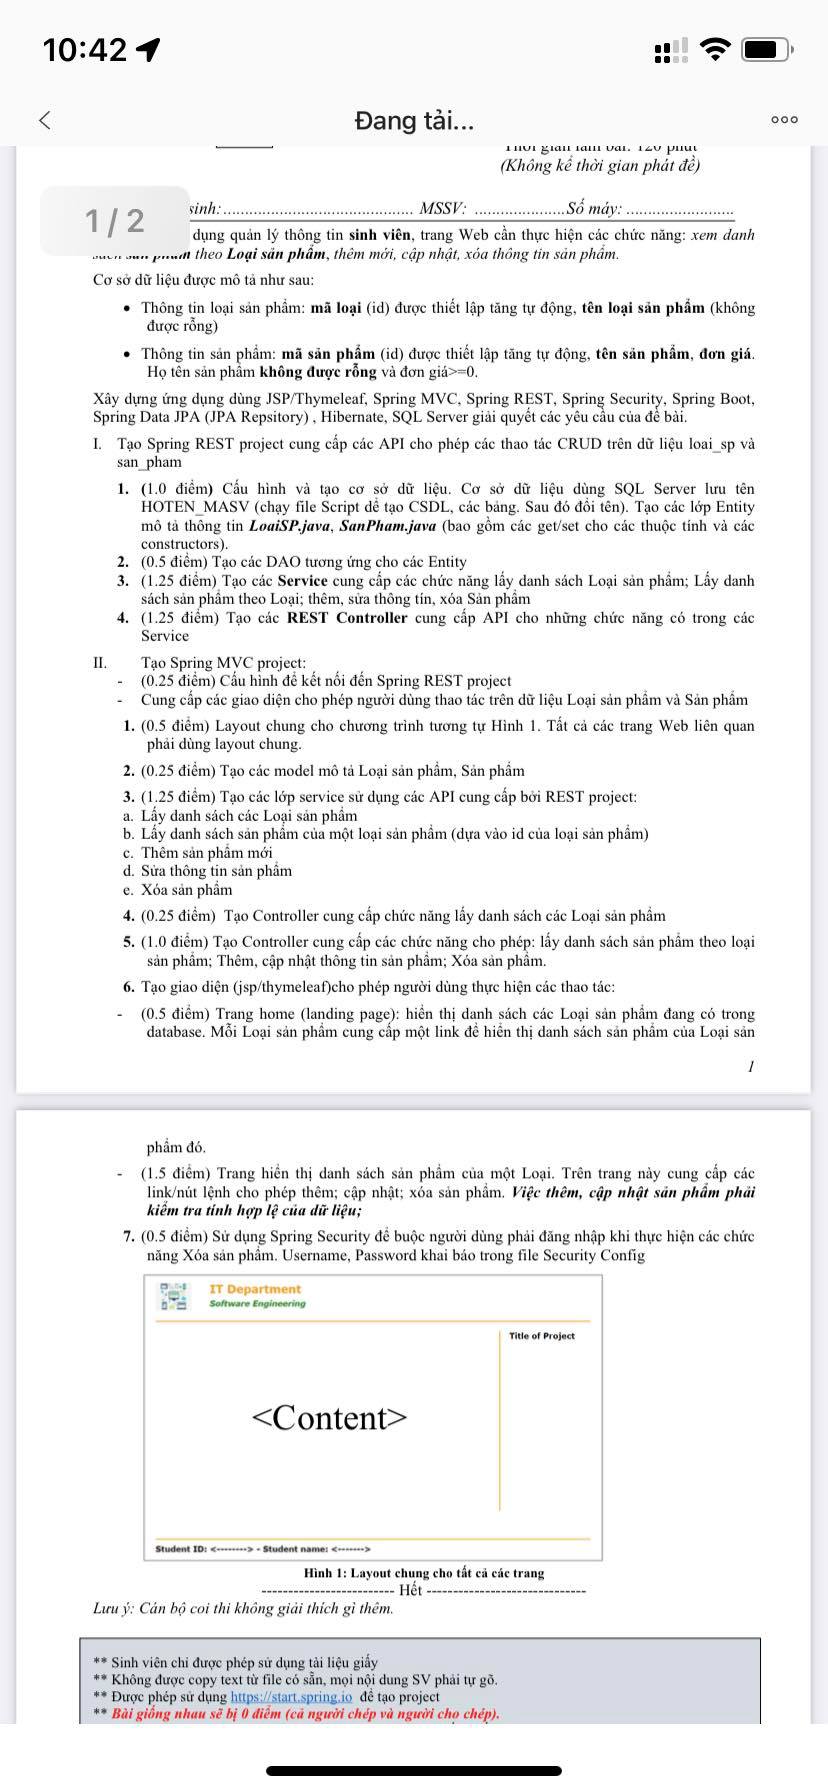 10:42
Đang tải...
1 / 2
Thời gian làm bài: 120 phút
(Không kể thời gian phát đề)
sinh:............................................ MSSV: .....................Số máy: .........................
dụng quản lý thông tin sinh viên, trang Web cần thực hiện các chức năng: xem danh
sách sản phẩm theo Loại sản phẩm, thêm mới, cập nhật, xóa thông tin sản phẩm.
Cơ sở dữ liệu được mô tả như sau:
• Thông tin loại sản phẩm: mã loại (id) được thiết lập tăng tự động, tên loại sản phẩm (không
được rỗng)
• Thông tin sản phẩm: mã sản phẩm (id) được thiết lập tăng tự động, tên sản phẩm, đơn giá.
Họ tên sản phẩm không được rỗng và đơn giá>=0.
Xây dựng ứng dụng dùng JSP/Thymeleaf, Spring MVC, Spring REST, Spring Security, Spring Boot,
Spring Data JPA (JPA Repsitory) , Hibernate, SQL Server giải quyết các yêu cầu của đề bài.
I. Tạo Spring REST project cung cấp các API cho phép các thao tác CRUD trên dữ liệu loai_sp và
san_pham
1. (1.0 điểm) Cấu hình và tạo cơ sở dữ liệu. Cơ sở dữ liệu dùng SQL Server lưu tên
HOTEN_MASV (chạy file Script để tạo CSDL, các bảng. Sau đó đổi tên). Tạo các lớp Entity
mô tả thông tin LoaiSP.java, SanPham.java (bao gồm các get/set cho các thuộc tính và các
constructors).
2. (0.5 điểm) Tạo các DAO tương ứng cho các Entity
3. (1.25 điểm) Tạo các Service cung cấp các chức năng lấy danh sách Loại sản phẩm; Lấy danh
sách sản phẩm theo Loại; thêm, sửa thông tín, xóa Sản phẩm
4. (1.25 điểm) Tạo các REST Controller cung cấp API cho những chức năng có trong các
Service
II. Tạo Spring MVC project:
- (0.25 điểm) Cấu hình để kết nối đến Spring REST project
- Cung cấp các giao diện cho phép người dùng thao tác trên dữ liệu Loại sản phẩm và Sản phẩm
1. (0.5 điểm) Layout chung cho chương trình tương tự Hình 1. Tất cả các trang Web liên quan
phải dùng layout chung.
2. (0.25 điểm) Tạo các model mô tả Loại sản phẩm, Sản phẩm
3. (1.25 điểm) Tạo các lớp service sử dụng các API cung cấp bởi REST project:
a. Lấy danh sách các Loại sản phẩm
b. Lấy danh sách sản phẩm của một loại sản phẩm (dựa vào id của loại sản phẩm)
c. Thêm sản phẩm mới
d. Sửa thông tin sản phẩm
e. Xóa sản phẩm
4. (0.25 điểm) Tạo Controller cung cấp chức năng lấy danh sách các Loại sản phẩm
5. (1.0 điểm) Tạo Controller cung cấp các chức năng cho phép: lấy danh sách sản phẩm theo loại
sản phẩm; Thêm, cập nhật thông tin sản phẩm; Xóa sản phẩm.
6. Tạo giao diện (jsp/thymeleaf)cho phép người dùng thực hiện các thao tác:
- (0.5 điểm) Trang home (landing page): hiển thị danh sách các Loại sản phẩm đang có trong
database. Mỗi Loại sản phẩm cung cấp một link để hiển thị danh sách sản phẩm của Loại sản
1
phẩm đó.
- (1.5 điểm) Trang hiển thị danh sách sản phẩm của một Loại. Trên trang này cung cấp các
link/nút lệnh cho phép thêm; cập nhật; xóa sản phẩm. Việc thêm, cập nhật sản phẩm phải
kiểm tra tính hợp lệ của dữ liệu;
7. (0.5 điểm) Sử dụng Spring Security để buộc người dùng phải đăng nhập khi thực hiện các chức
năng Xóa sản phẩm. Username, Password khai báo trong file Security Config
IT Department
Software Engineering
Title of Project
<Content>
Student ID: <--------> - Student name: <------->
Hình 1: Layout chung cho tất cả các trang
------------------------- Hết ------------------------------
Lưu ý: Cán bộ coi thi không giải thích gì thêm.
** Sinh viên chỉ được phép sử dụng tài liệu giấy
** Không được copy text từ file có sẵn, mọi nội dung SV phải tự gõ.
** Được phép sử dụng https://start.spring.io để tạo project
** Bài giống nhau sẽ bị 0 điểm (cả người chép và người cho chép).